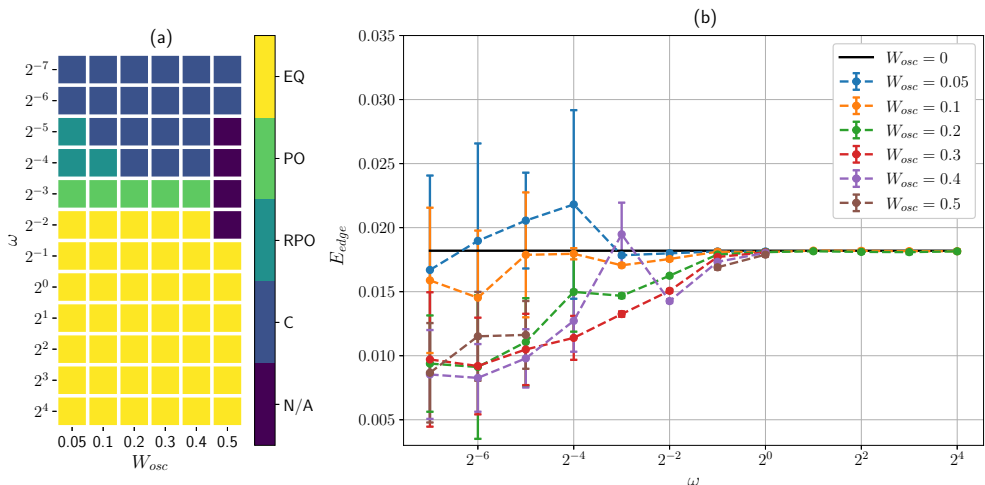 (a)
2^-7
2^-6
2^-5
2^-4
2^-3
2^-2
2^-1
2^0
2^1
2^2
2^3
2^4
ω
0.05 0.1 0.2 0.3 0.4 0.5
W_osc
EQ
PO
RPO
C
N/A
(b)
0.035
0.030
0.025
0.020
0.015
0.010
0.005
E_edge
2^-6 2^-4 2^-2 2^0 2^2 2^4
ω
W_osc = 0
W_osc = 0.05
W_osc = 0.1
W_osc = 0.2
W_osc = 0.3
W_osc = 0.4
W_osc = 0.5